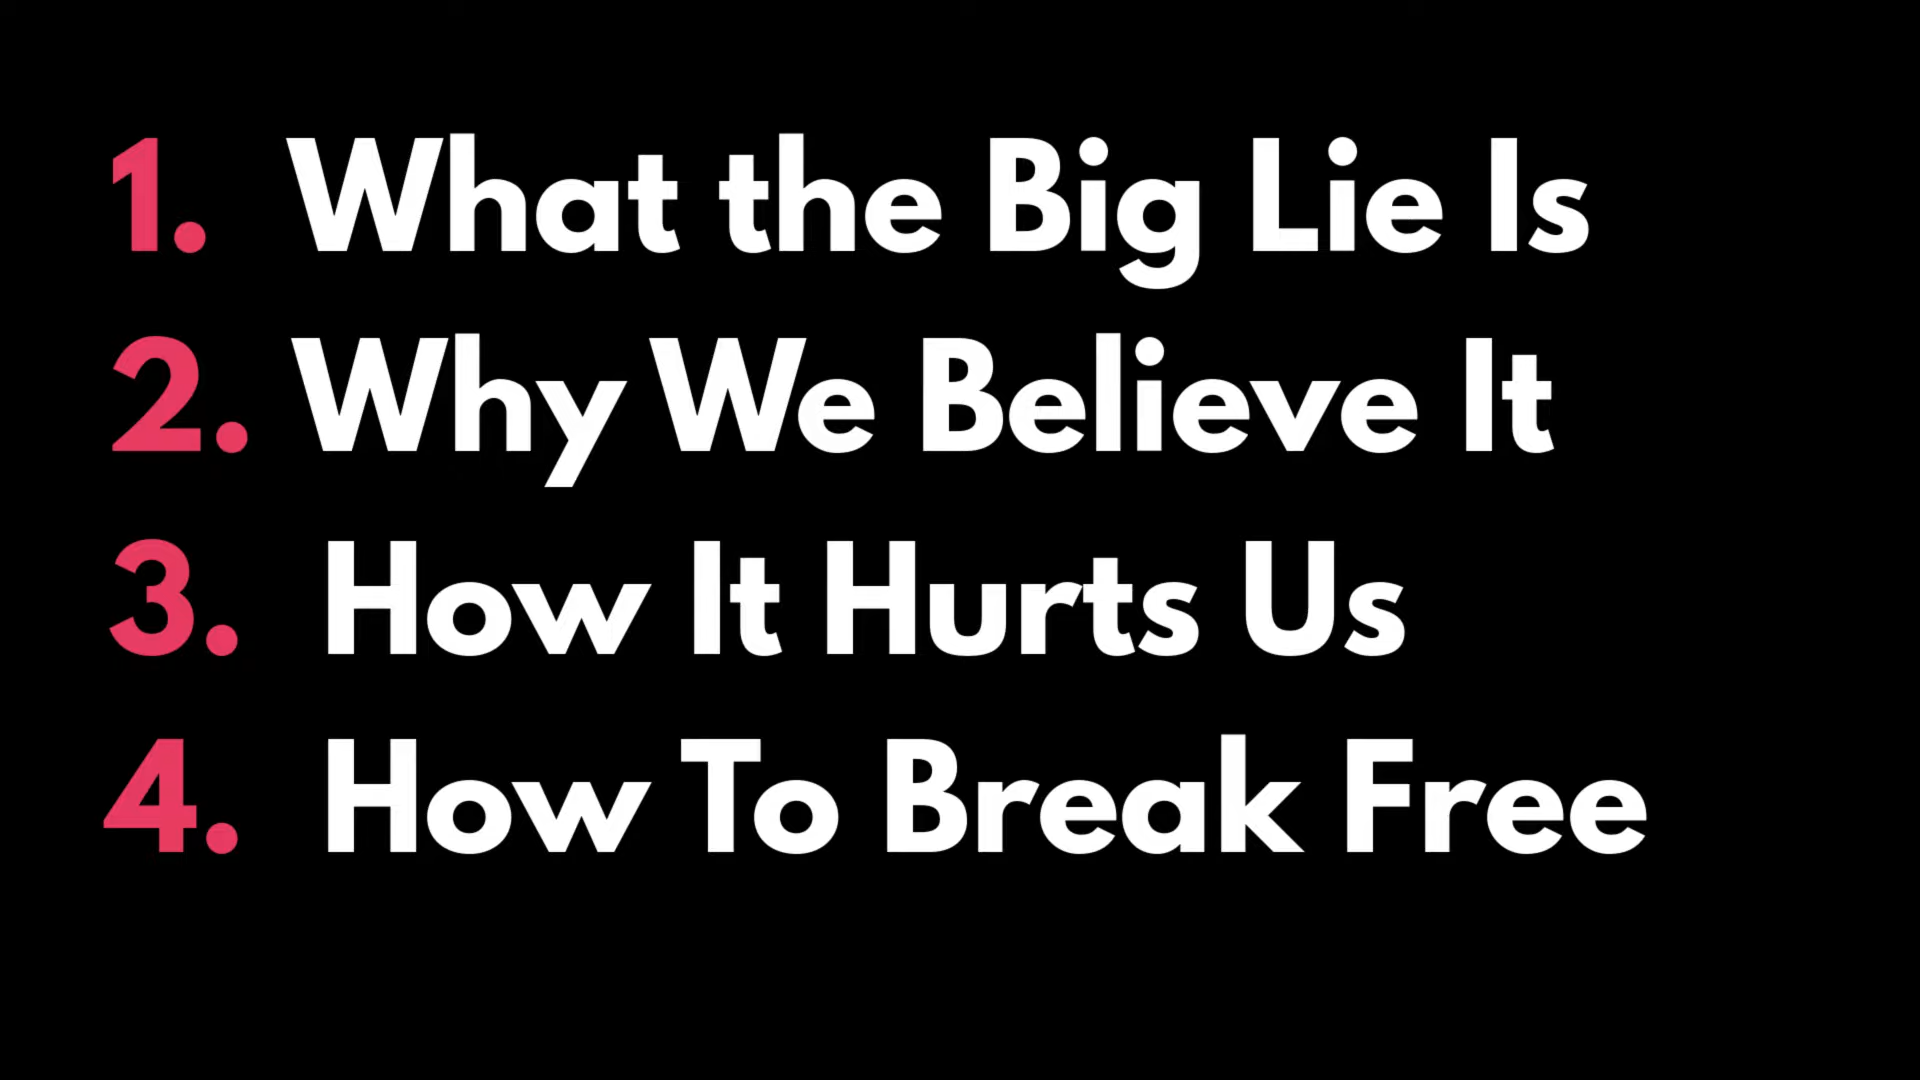 1. What the Big Lie Is
2. Why We Believe It
3. How It Hurts Us
4. How To Break Free